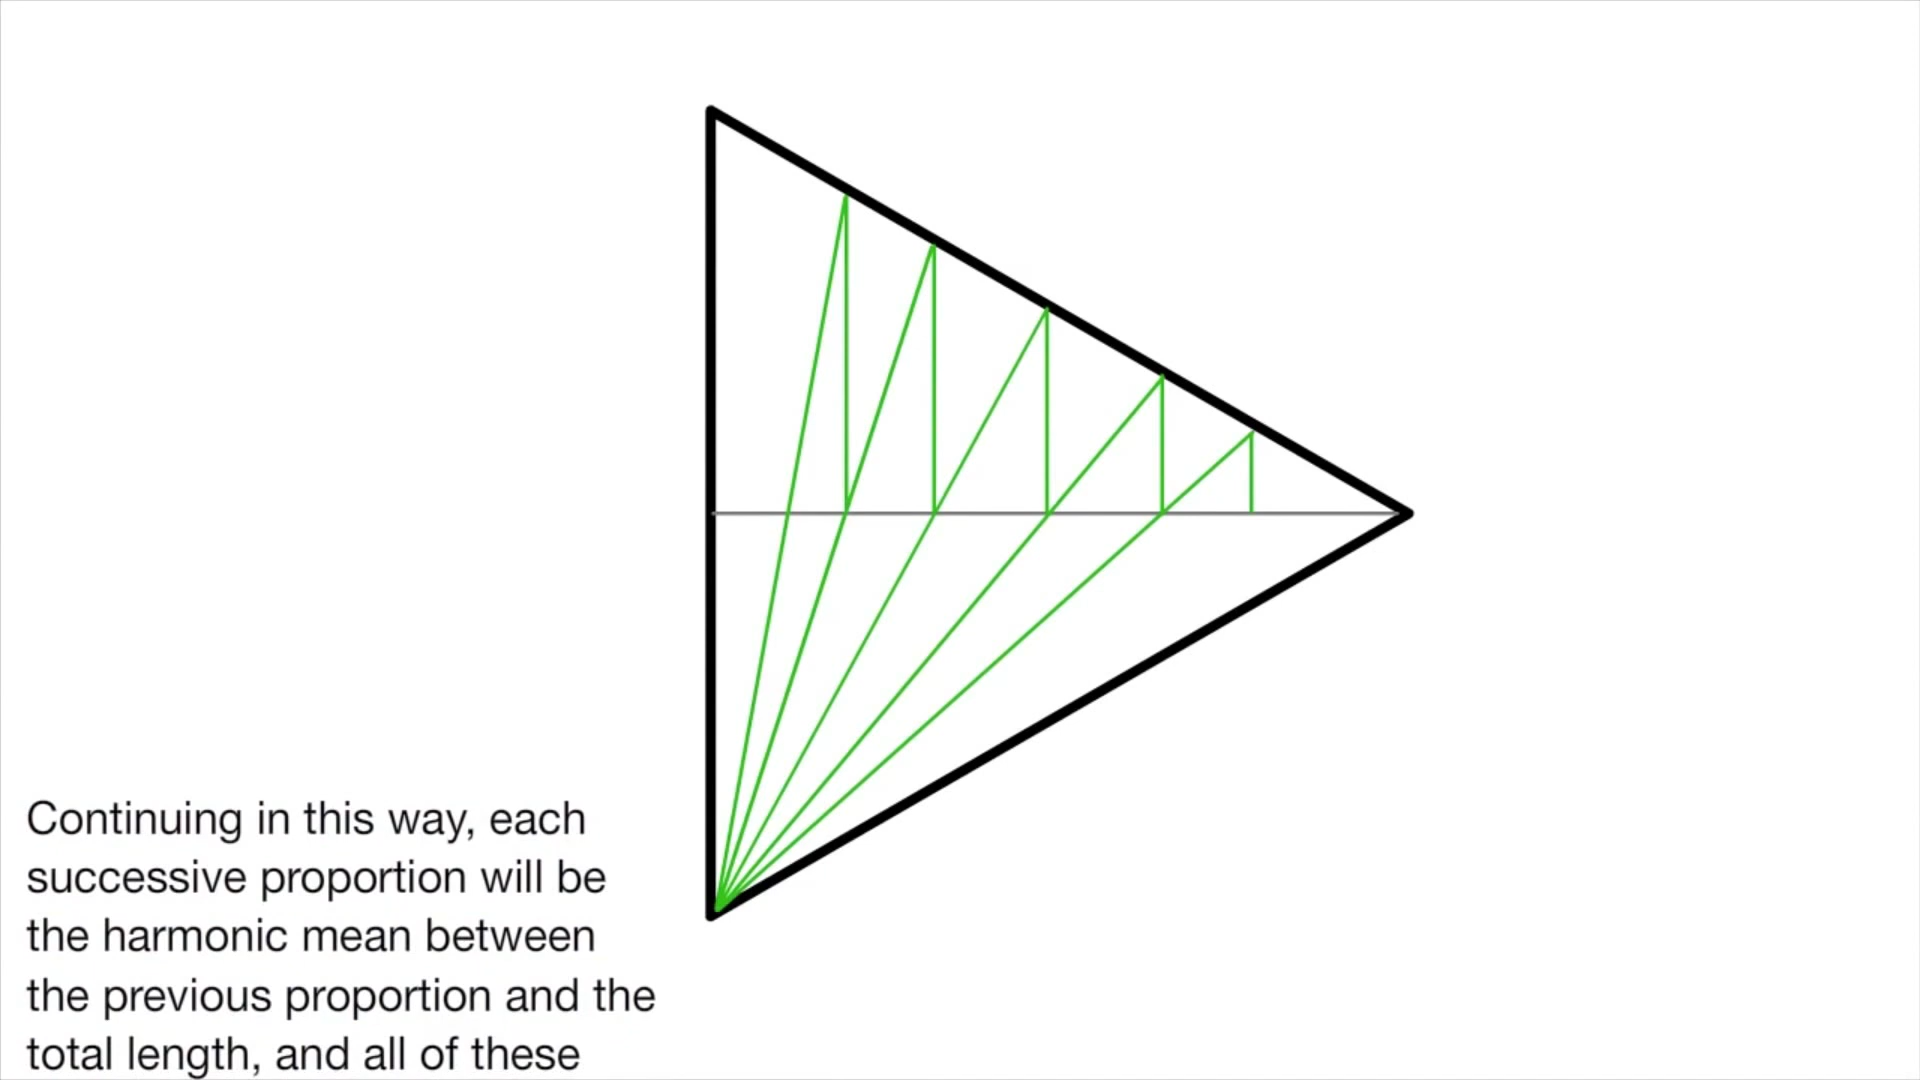 Continuing in this way, each
successive proportion will be
the harmonic mean between
the previous proportion and the
total length, and all of these